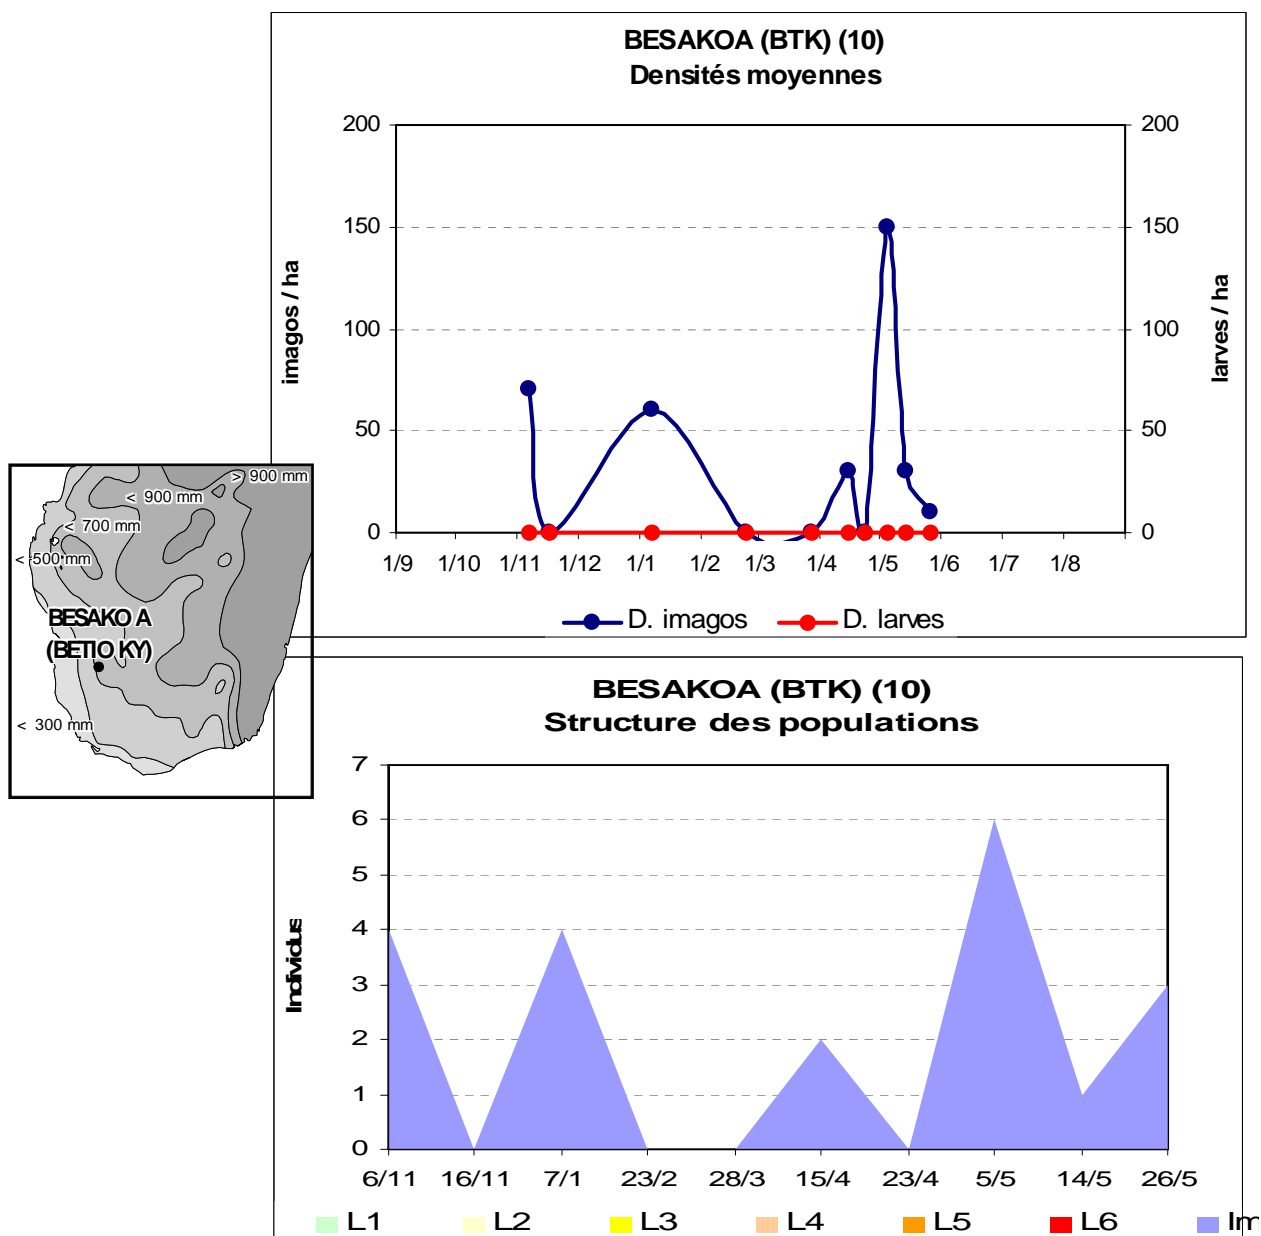 BESAKOA (BTK) (10)
Densités moyennes
200 200
150 150
100 100
50 50
0 0
imagos / ha
larves / ha
1/9 1/10 1/11 1/12 1/1 1/2 1/3 1/4 1/5 1/6 1/7 1/8
D. imagos D. larves
> 900 mm
< 900 mm
< 700 mm
< 500 mm
BESAKO A
(BETIO KY)
< 300 mm
BESAKOA (BTK) (10)
Structure des populations
7
6
5
4
3
2
1
0
Individus
6/11 16/11 7/1 23/2 28/3 15/4 23/4 5/5 14/5 26/5
L1 L2 L3 L4 L5 L6 Im